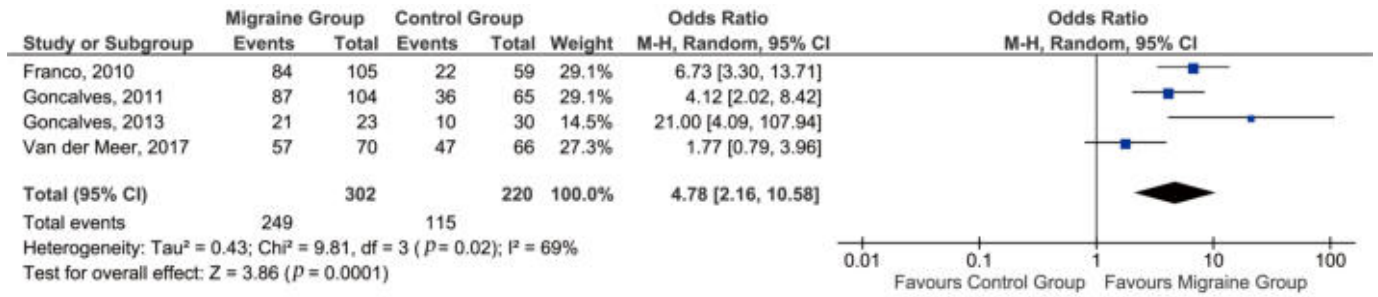 Migraine Group Control Group Odds Ratio Odds Ratio
Study or Subgroup Events Total Events Total Weight M-H, Random, 95% CI M-H, Random, 95% CI
Franco, 2010 84 105 22 59 29.1% 6.73 [3.30, 13.71]
Goncalves, 2011 87 104 36 65 29.1% 4.12 [2.02, 8.42]
Goncalves, 2013 21 23 10 30 14.5% 21.00 [4.09, 107.94]
Van der Meer, 2017 57 70 47 66 27.3% 1.77 [0.79, 3.96]
Total (95% CI) 302 220 100.0% 4.78 [2.16, 10.58]
Total events 249 115
Heterogeneity: Tau² = 0.43; Chi² = 9.81, df = 3 (P = 0.02); I² = 69%
Test for overall effect: Z = 3.86 (P = 0.0001)
0.01 0.1 1 10 100
Favours Control Group Favours Migraine Group